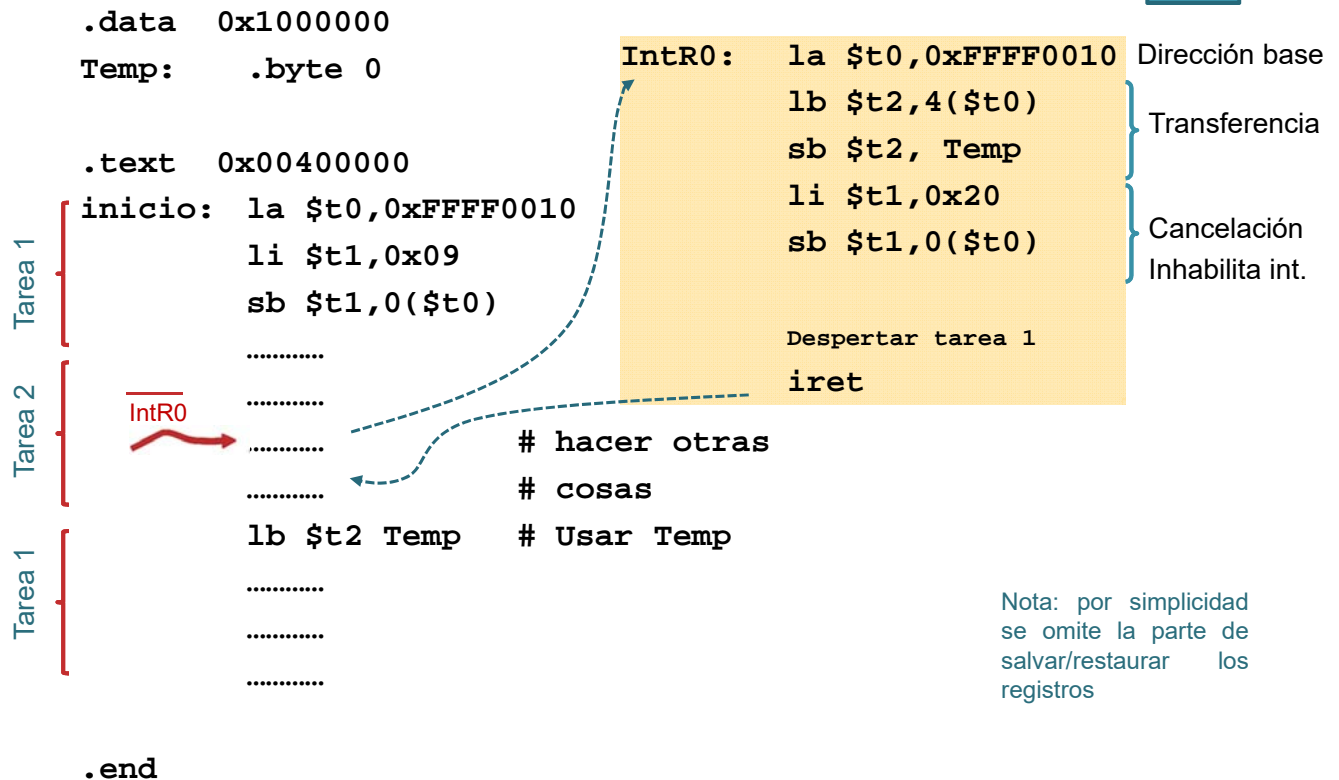 .data 0x1000000
Temp: .byte 0
.text 0x00400000
inicio: la $t0,0xFFFF0010
li $t1,0x09
sb $t1,0($t0)
............
............
............ # hacer otras
............ # cosas
lb $t2 Temp # Usar Temp
............
............
............
.end
Tarea 1
Tarea 2
Tarea 1
IntR0
IntR0: la $t0,0xFFFF0010 Dirección base
lb $t2,4($t0)
sb $t2, Temp
Transferencia
li $t1,0x20
sb $t1,0($t0)
Cancelación
Inhabilita int.
Despertar tarea 1
iret
Nota: por simplicidad
se omite la parte de
salvar/restaurar los
registros